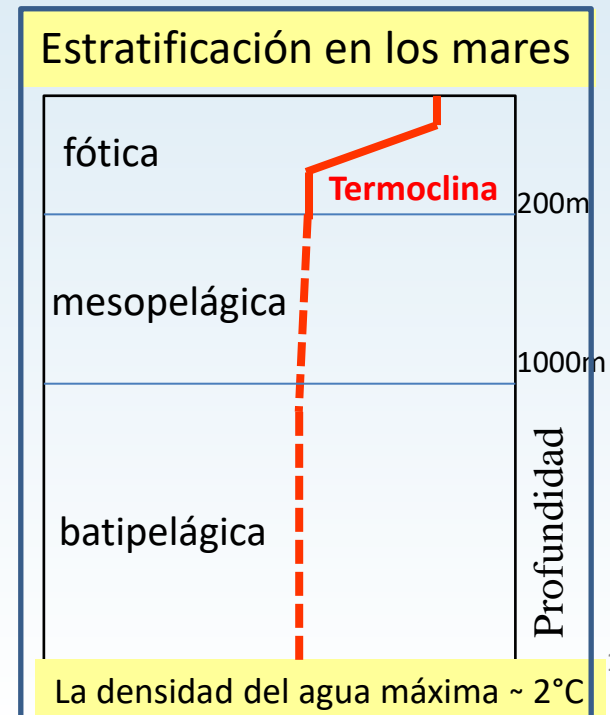 Estratificación en los mares
fótica
Termoclina
200m
mesopelágica
1000m
batipelágica
Profundidad
La densidad del agua máxima ~ 2°C